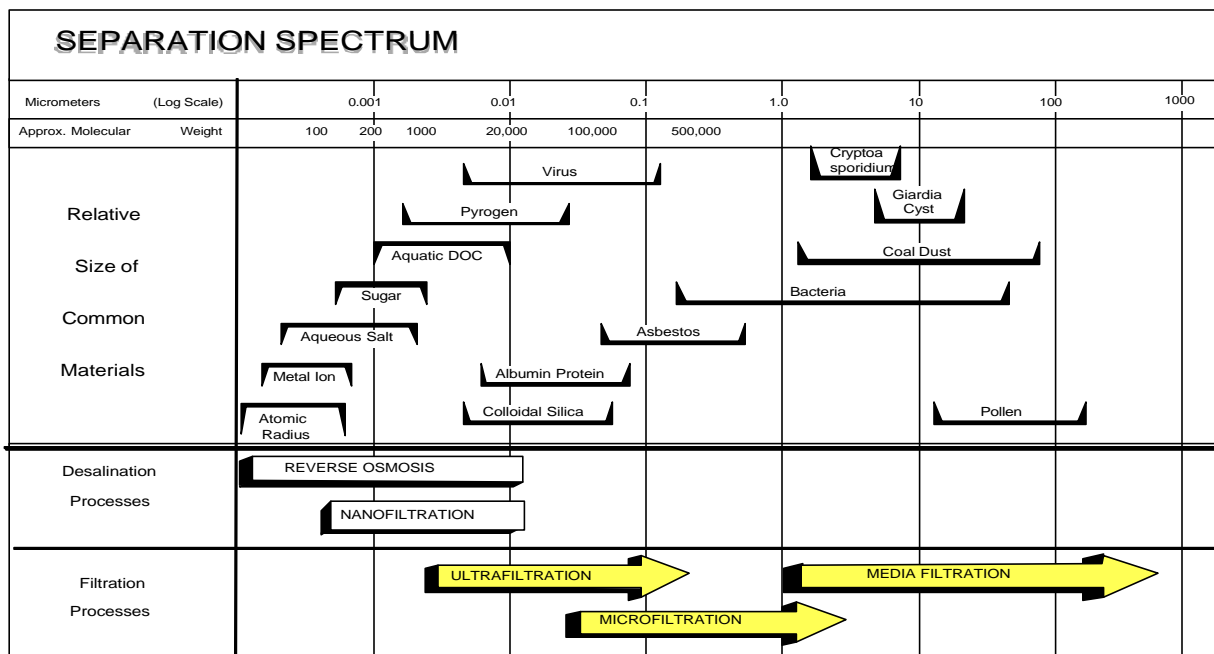 SEPARATION SPECTRUM
Micrometers (Log Scale) 0.001 0.01 0.1 1.0 10 100 1000
Approx. Molecular Weight 100 200 1000 20,000 100,000 500,000
Relative
Size of
Common
Materials
Cryptoa
sporidium
Virus
Giardia
Cyst
Pyrogen
Aquatic DOC
Coal Dust
Sugar
Bacteria
Aqueous Salt
Asbestos
Metal Ion
Albumin Protein
Atomic
Radius
Colloidal Silica
Pollen
Desalination
Processes
REVERSE OSMOSIS
NANOFILTRATION
Filtration
Processes
ULTRAFILTRATION
MEDIA FILTRATION
MICROFILTRATION